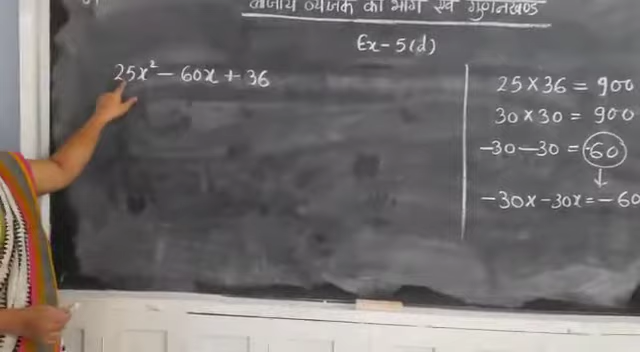 बीजीय व्यंजक का भाग एवं गुणनखण्ड
Ex-5(d)
25x² - 60x + 36
25 × 36 = 900
30 × 30 = 900
-30 - 30 = -60
-30x - 30x = -60